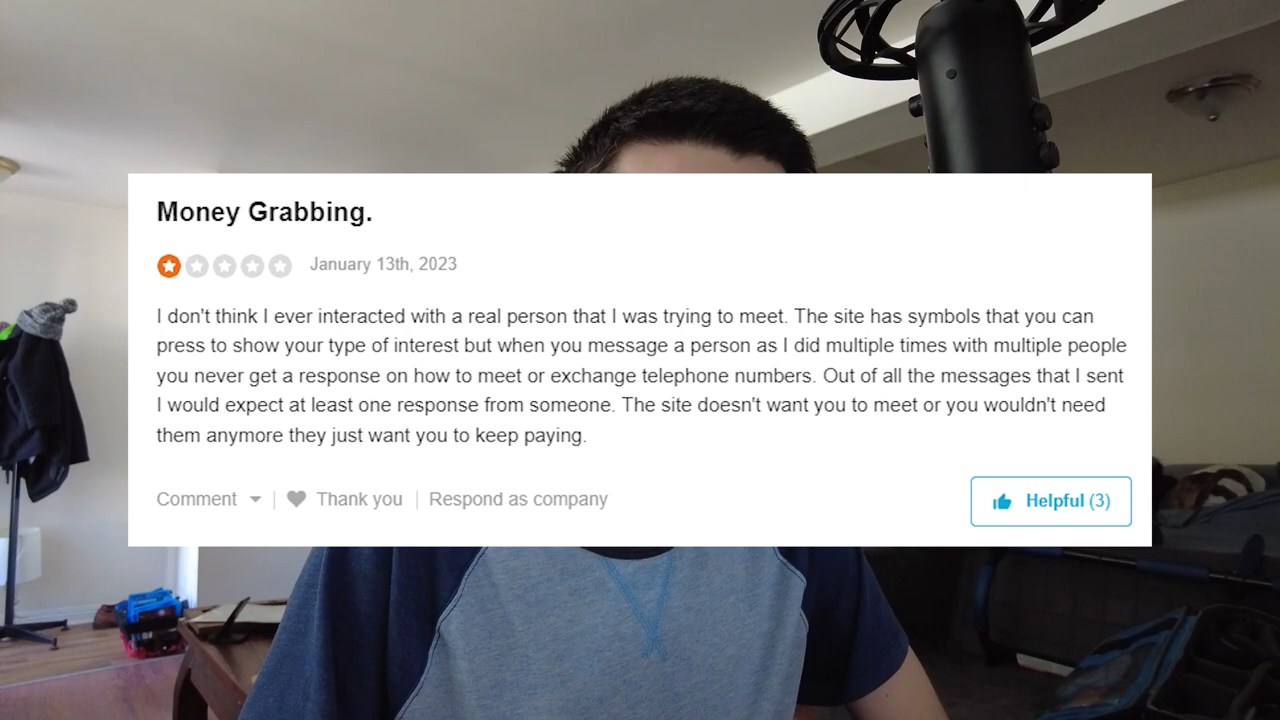 Money Grabbing.
January 13th, 2023
I don't think I ever interacted with a real person that I was trying to meet. The site has symbols that you can
press to show your type of interest but when you message a person as I did multiple times with multiple people
you never get a response on how to meet or exchange telephone numbers. Out of all the messages that I sent
I would expect at least one response from someone. The site doesn't want you to meet or you wouldn't need
them anymore they just want you to keep paying.
Comment | Thank you | Respond as company
Helpful (3)